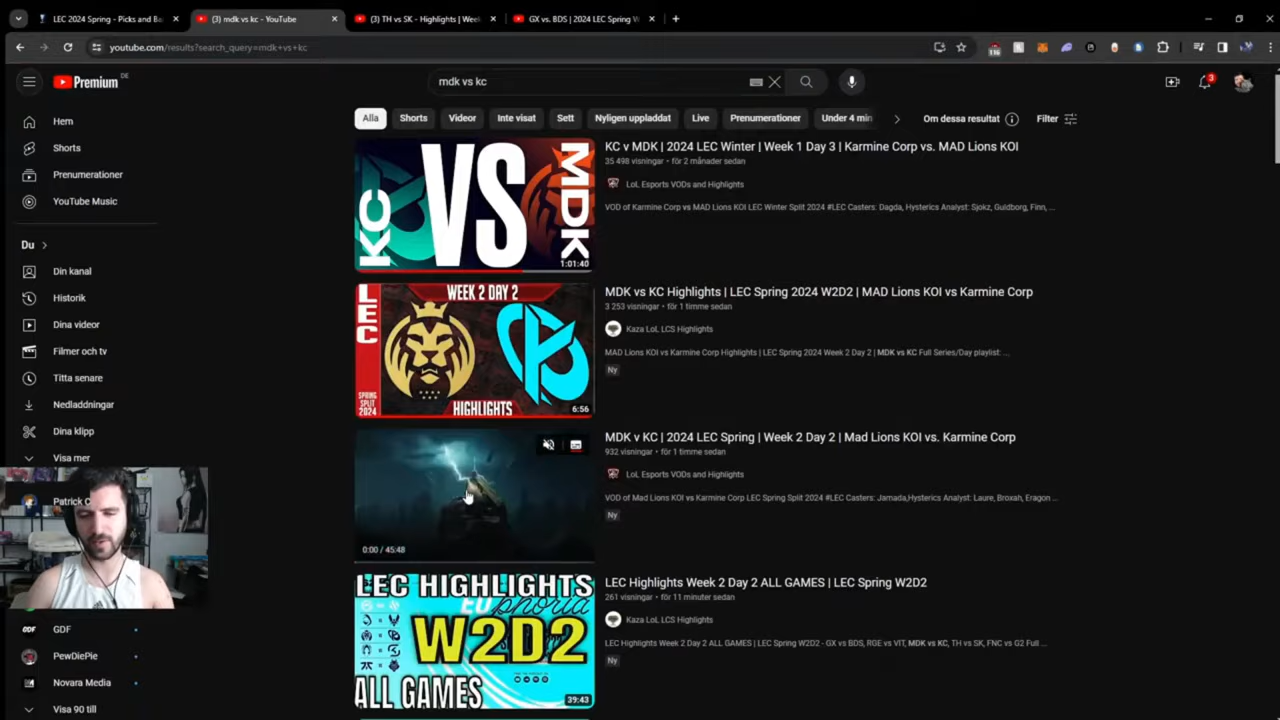 LEC 2024 Spring - Picks and Ba
(3) mdk vs kc - YouTube
(3) TH vs SK - Highlights | Week
GX vs. BDS | 2024 LEC Spring W
youtube.com/results?search_query=mdk+vs+kc
116
Premium DE
mdk vs kc
3
Hem
Shorts
Prenumerationer
YouTube Music
Du
Din kanal
Historik
Dina videor
Filmer och tv
Titta senare
Nedladdningar
Dina klipp
Visa mer
Patrick C
GDF
GDF
PewDiePie
Novara Media
Visa 90 till
Alla
Shorts
Videor
Inte visat
Sett
Nyligen uppladdat
Live
Prenumerationer
Under 4 min
Om dessa resultat
Filter
KC
VS
MDK
1:01:40
KC v MDK | 2024 LEC Winter | Week 1 Day 3 | Karmine Corp vs. MAD Lions KOI
35 498 visningar • för 2 månader sedan
LoL Esports VODs and Highlights
VOD of Karmine Corp vs MAD Lions KOI LEC Winter Split 2024 #LEC Casters: Dagda, Hysterics Analyst: Sjokz, Guldborg, Finn, ...
LEC
WEEK 2 DAY 2
SPRING
SPLIT
2024
HIGHLIGHTS
6:56
MDK vs KC Highlights | LEC Spring 2024 W2D2 | MAD Lions KOI vs Karmine Corp
3 253 visningar • för 1 timme sedan
Kaza LoL LCS Highlights
MAD Lions KOI vs Karmine Corp Highlights | LEC Spring 2024 Week 2 Day 2 | MDK vs KC Full Series/Day playlist: ...
Ny
0:00 / 45:48
MDK v KC | 2024 LEC Spring | Week 2 Day 2 | Mad Lions KOI vs. Karmine Corp
932 visningar • för 1 timme sedan
LoL Esports VODs and Highlights
VOD of Mad Lions KOI vs Karmine Corp LEC Spring Split 2024 #LEC Casters: Jamada,Hysterics Analyst: Laure, Broxah, Eragon ...
Ny
LEC HIGHLIGHTS
EUphoria
W2D2
ALL GAMES
39:43
LEC Highlights Week 2 Day 2 ALL GAMES | LEC Spring W2D2
261 visningar • för 11 minuter sedan
Kaza LoL LCS Highlights
LEC Highlights Week 2 Day 2 ALL GAMES | LEC Spring W2D2 - GX vs BDS, RGE vs VIT, MDK vs KC, TH vs SK, FNC vs G2 Full ...
Ny